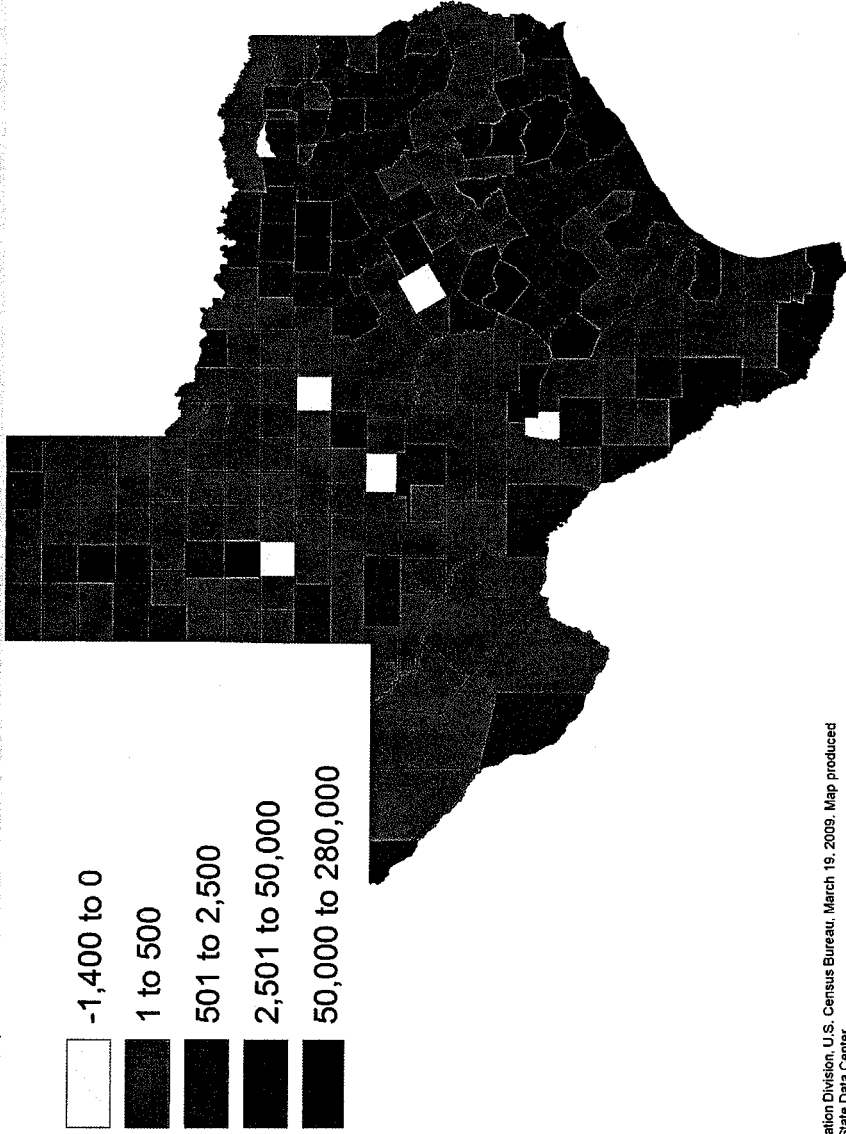 -1,400 to 0
1 to 500
501 to 2,500
2,501 to 50,000
50,000 to 280,000
ation Division, U.S. Census Bureau, March 19, 2009. Map produced
State Data Center